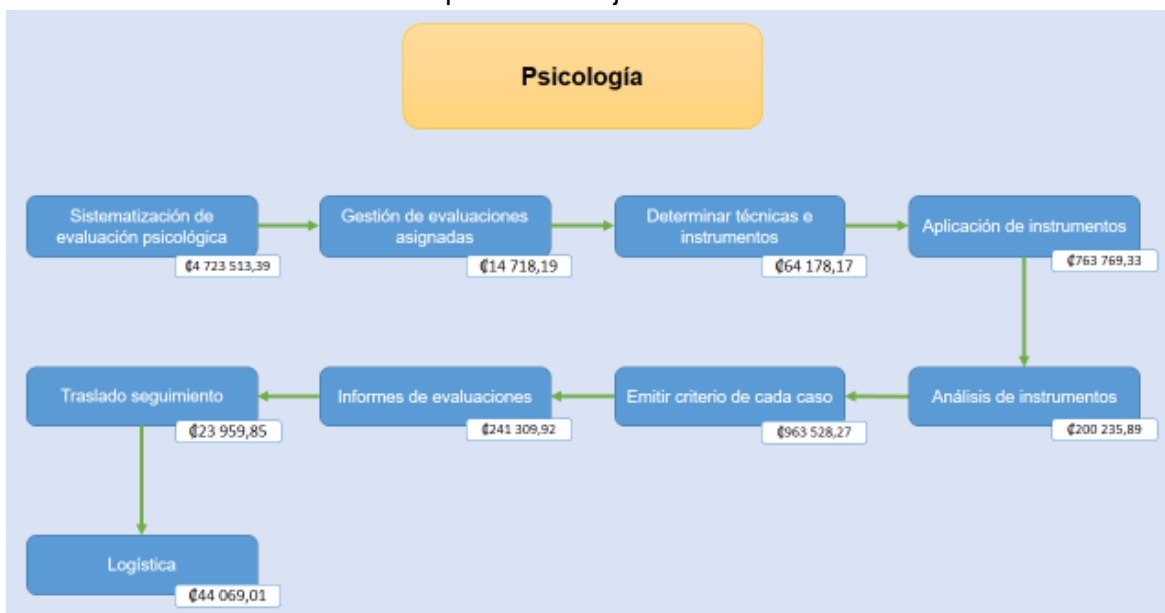 Psicología
Sistematización de
evaluación psicológica
₡4 723 513,39
Gestión de evaluaciones
asignadas
₡14 718,19
Determinar técnicas e
instrumentos
₡64 178,17
Aplicación de instrumentos
₡763 769,33
Análisis de instrumentos
₡200 235,89
Emitir criterio de cada caso
₡963 528,27
Informes de evaluaciones
₡241 309,92
Traslado seguimiento
₡23 959,85
Logística
₡44 069,01